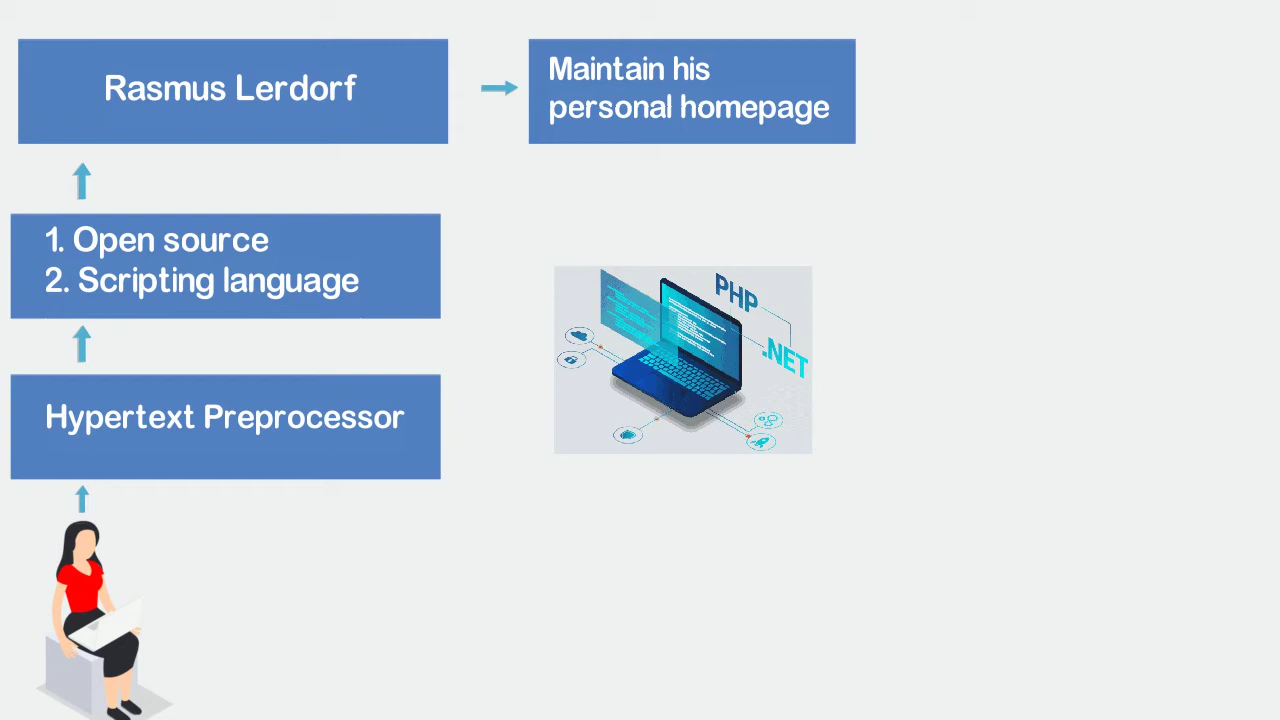 Rasmus Lerdorf
Maintain his
personal homepage
1. Open source
2. Scripting language
PHP
.NET
Hypertext Preprocessor